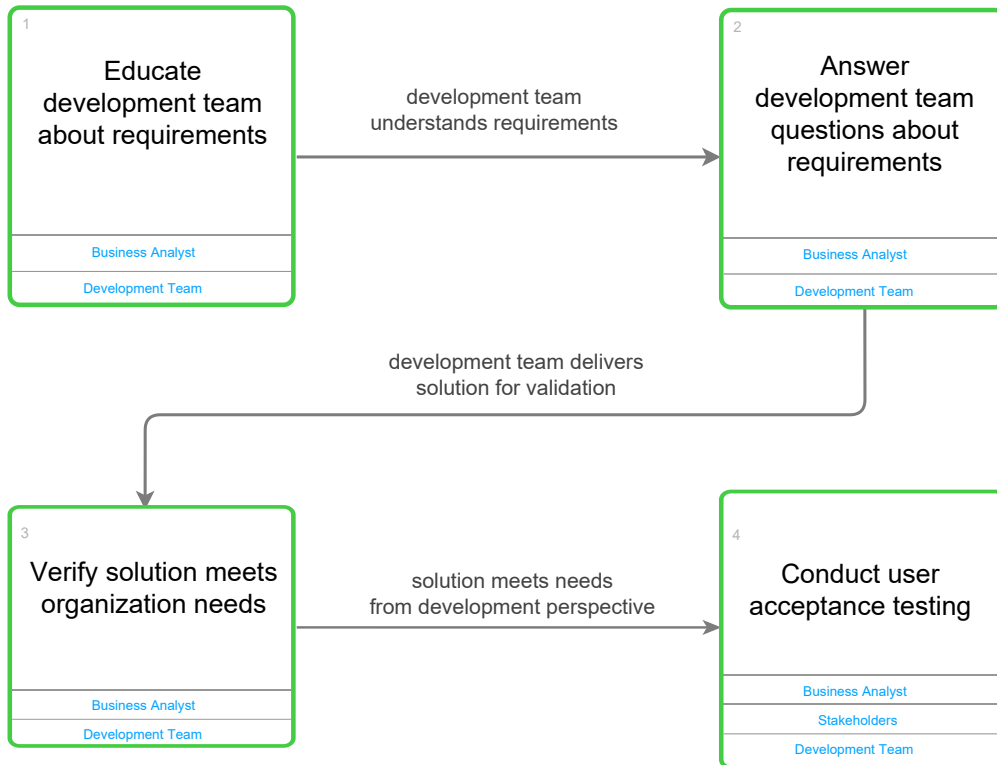 1
Educate
development team
about requirements
Business Analyst
Development Team
development team
understands requirements
2
Answer
development team
questions about
requirements
Business Analyst
Development Team
development team delivers
solution for validation
3
Verify solution meets
organization needs
Business Analyst
Development Team
solution meets needs
from development perspective
4
Conduct user
acceptance testing
Business Analyst
Stakeholders
Development Team